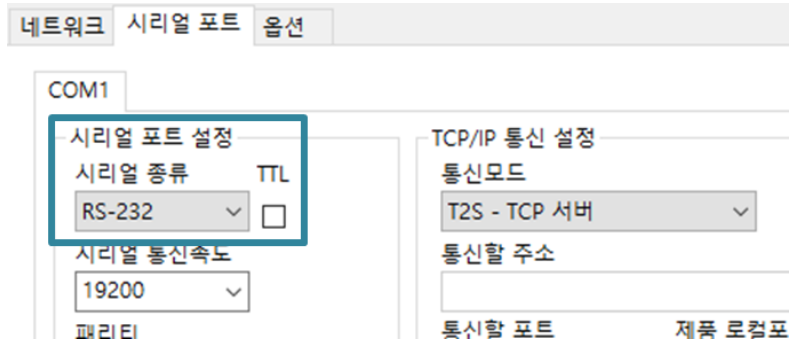 네트워크 시리얼 포트 옵션
COM1
시리얼 포트 설정
시리얼 종류 TTL
RS-232
시리얼 통신속도
19200
패리티
TCP/IP 통신 설정
통신모드
T2S - TCP 서버
통신할 주소
통신할 포트 제품 로컬포